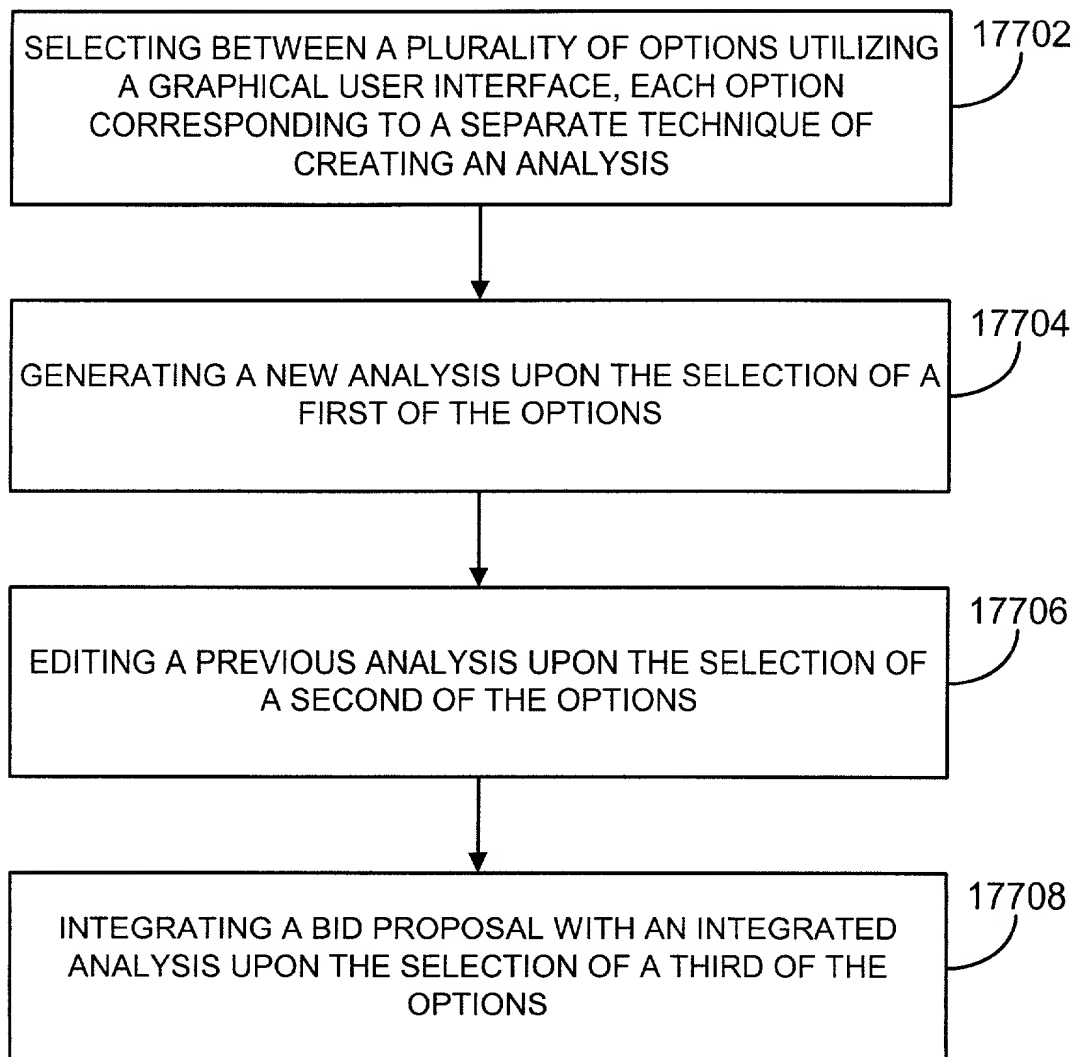 SELECTING BETWEEN A PLURALITY OF OPTIONS UTILIZING
A GRAPHICAL USER INTERFACE, EACH OPTION
CORRESPONDING TO A SEPARATE TECHNIQUE OF
CREATING AN ANALYSIS
17702
GENERATING A NEW ANALYSIS UPON THE SELECTION OF A
FIRST OF THE OPTIONS
17704
EDITING A PREVIOUS ANALYSIS UPON THE SELECTION OF
A SECOND OF THE OPTIONS
17706
INTEGRATING A BID PROPOSAL WITH AN INTEGRATED
ANALYSIS UPON THE SELECTION OF A THIRD OF THE
OPTIONS
17708